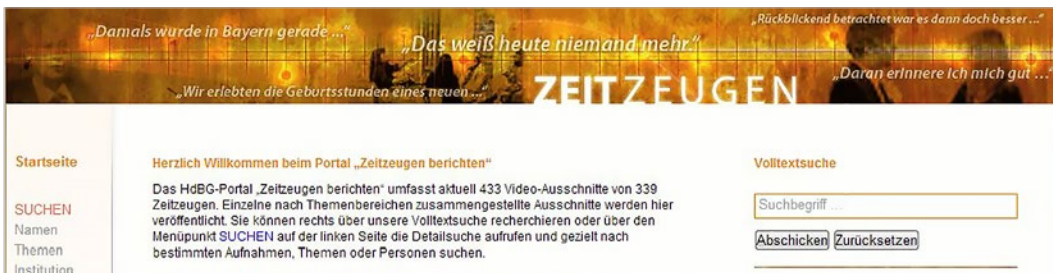 „Damals wurde in Bayern gerade ...“
„Das weiß heute niemand mehr.“
„Rückblickend betrachtet war es dann doch besser ...“
„Wir erlebten die Geburtsstunden eines neuen ...“
ZEITZEUGEN
„Daran erinnere ich mich gut ...“
Startseite
SUCHEN
Namen
Themen
Institution
Herzlich Willkommen beim Portal „Zeitzeugen berichten“
Das HdBG-Portal „Zeitzeugen berichten“ umfasst aktuell 433 Video-Ausschnitte von 339
Zeitzeugen. Einzelne nach Themenbereichen zusammengestellte Ausschnitte werden hier
veröffentlicht. Sie können rechts über unsere Volltextsuche recherchieren oder über den
Menüpunkt SUCHEN auf der linken Seite die Detailsuche aufrufen und gezielt nach
bestimmten Aufnahmen, Themen oder Personen suchen.
Volltextsuche
Suchbegriff ...
Abschicken Zurücksetzen